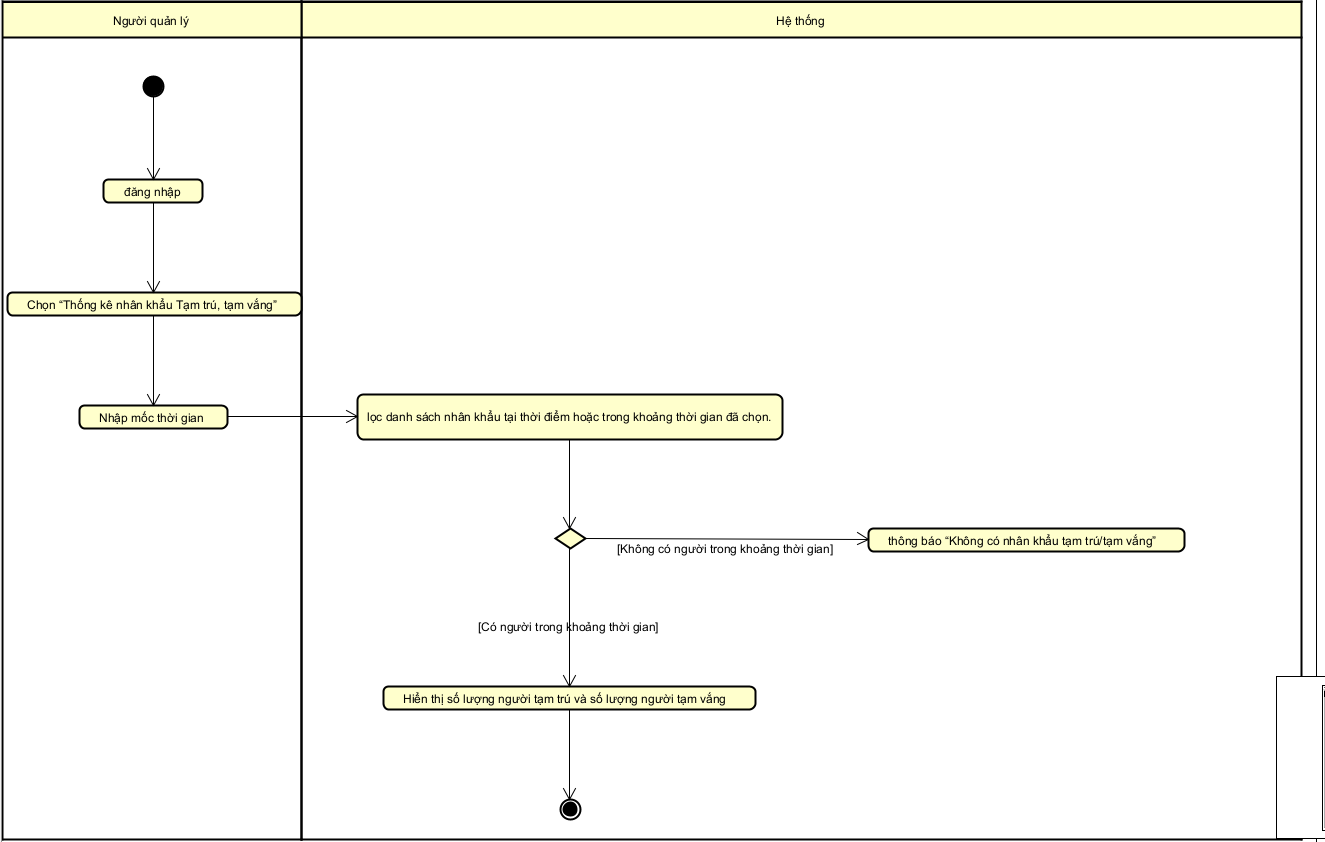 Người quản lý
Hệ thống
đăng nhập
Chọn “Thống kê nhân khẩu Tạm trú, tạm vắng”
Nhập mốc thời gian
lọc danh sách nhân khẩu tại thời điểm hoặc trong khoảng thời gian đã chọn.
[Không có người trong khoảng thời gian]
thông báo “Không có nhân khẩu tạm trú/tạm vắng”
[Có người trong khoảng thời gian]
Hiển thị số lượng người tạm trú và số lượng người tạm vắng